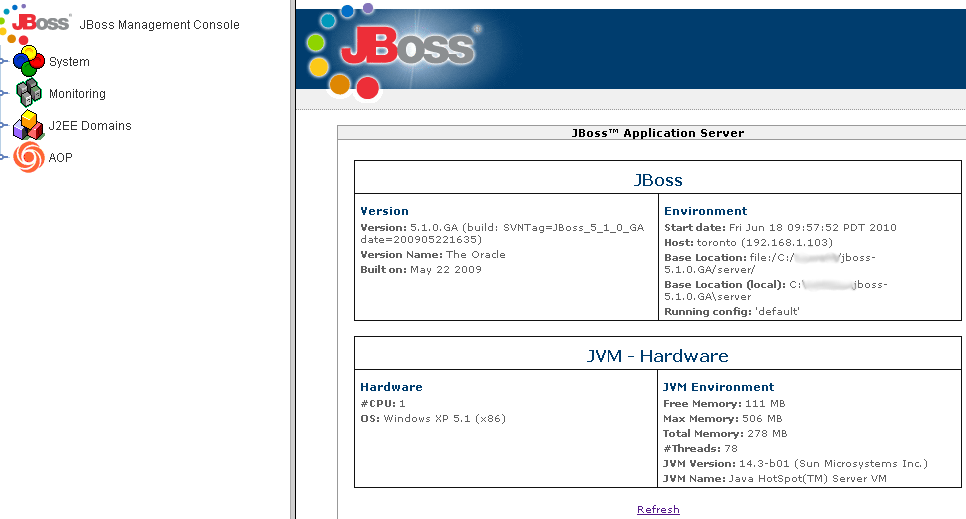 JBoss
JBoss Management Console
System
Monitoring
J2EE Domains
AOP
JBoss®
JBoss™ Application Server
JBoss
Version
Version: 5.1.0.GA (build: SVNTag=JBoss_5_1_0_GA
date=200905221635)
Version Name: The Oracle
Built on: May 22 2009
Environment
Start date: Fri Jun 18 09:57:52 PDT 2010
Host: toronto (192.168.1.103)
Base Location: file:/C:/ /jboss-
5.1.0.GA/server/
Base Location (local): C:\ jboss-
5.1.0.GA\server
Running config: 'default'
JVM - Hardware
Hardware
#CPU: 1
OS: Windows XP 5.1 (x86)
JVM Environment
Free Memory: 111 MB
Max Memory: 506 MB
Total Memory: 278 MB
#Threads: 78
JVM Version: 14.3-b01 (Sun Microsystems Inc.)
JVM Name: Java HotSpot(TM) Server VM
Refresh